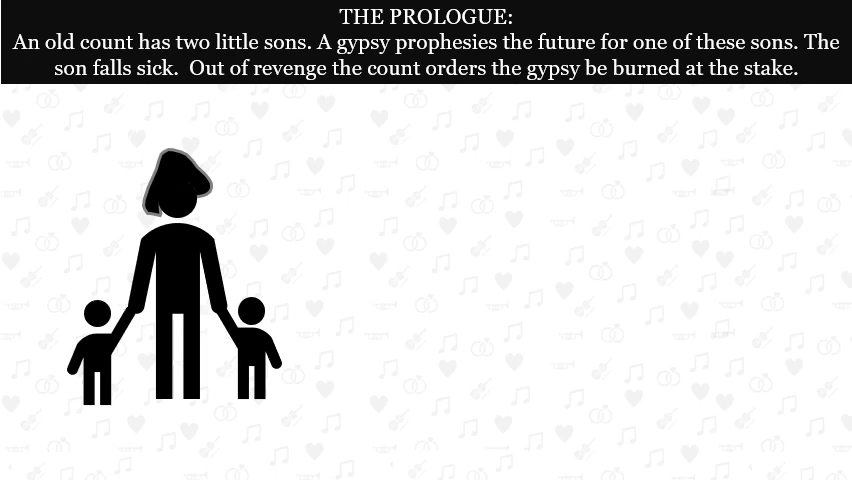 THE PROLOGUE:
An old count has two little sons. A gypsy prophesies the future for one of these sons. The
son falls sick.  Out of revenge the count orders the gypsy be burned at the stake.